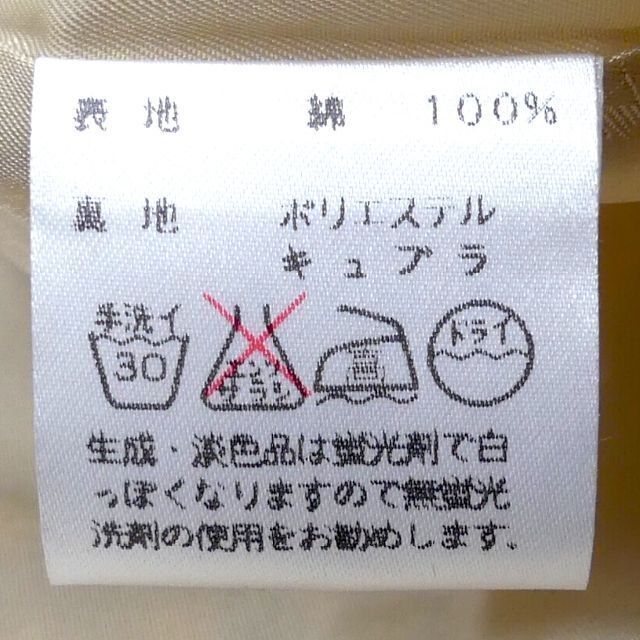 表地 綿 100%
裏地 ポリエステル
キュプラ
手洗イ
30
エンソ
サラシ
高
ドライ
生成・淡色品は蛍光剤で白
っぽくなりますので無蛍光
洗剤の使用をお勧めします。